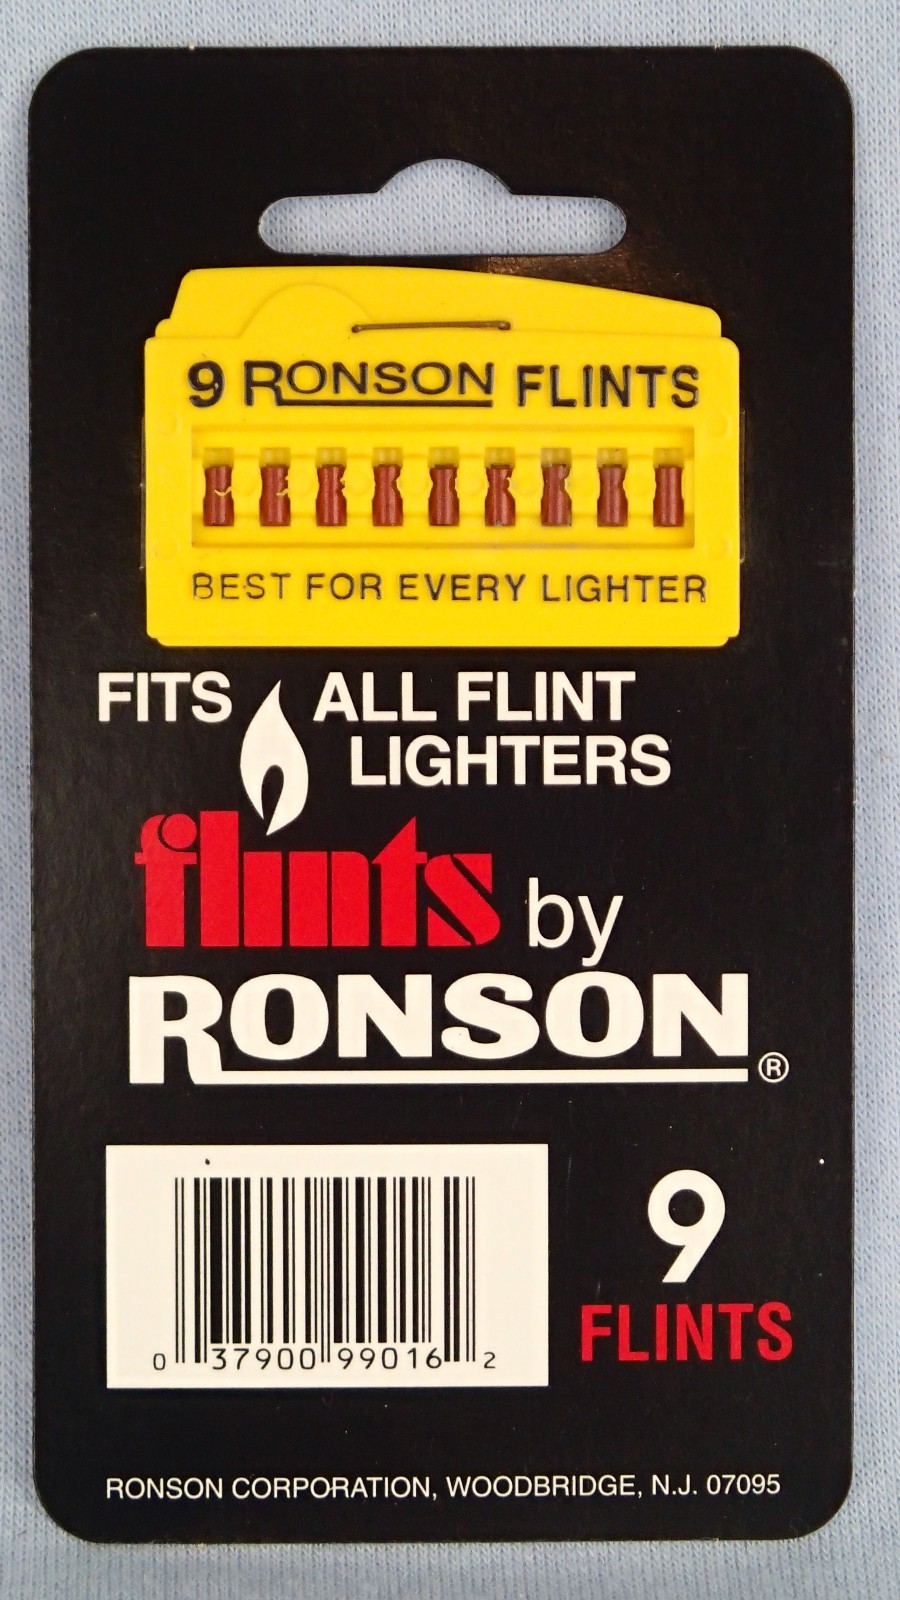 9 RONSON FLINTS
BEST FOR EVERY LIGHTER
FITS ALL FLINT
LIGHTERS
flints by
RONSON ®
9
FLINTS
0 37900 99016 2
RONSON CORPORATION, WOODBRIDGE, N.J. 07095